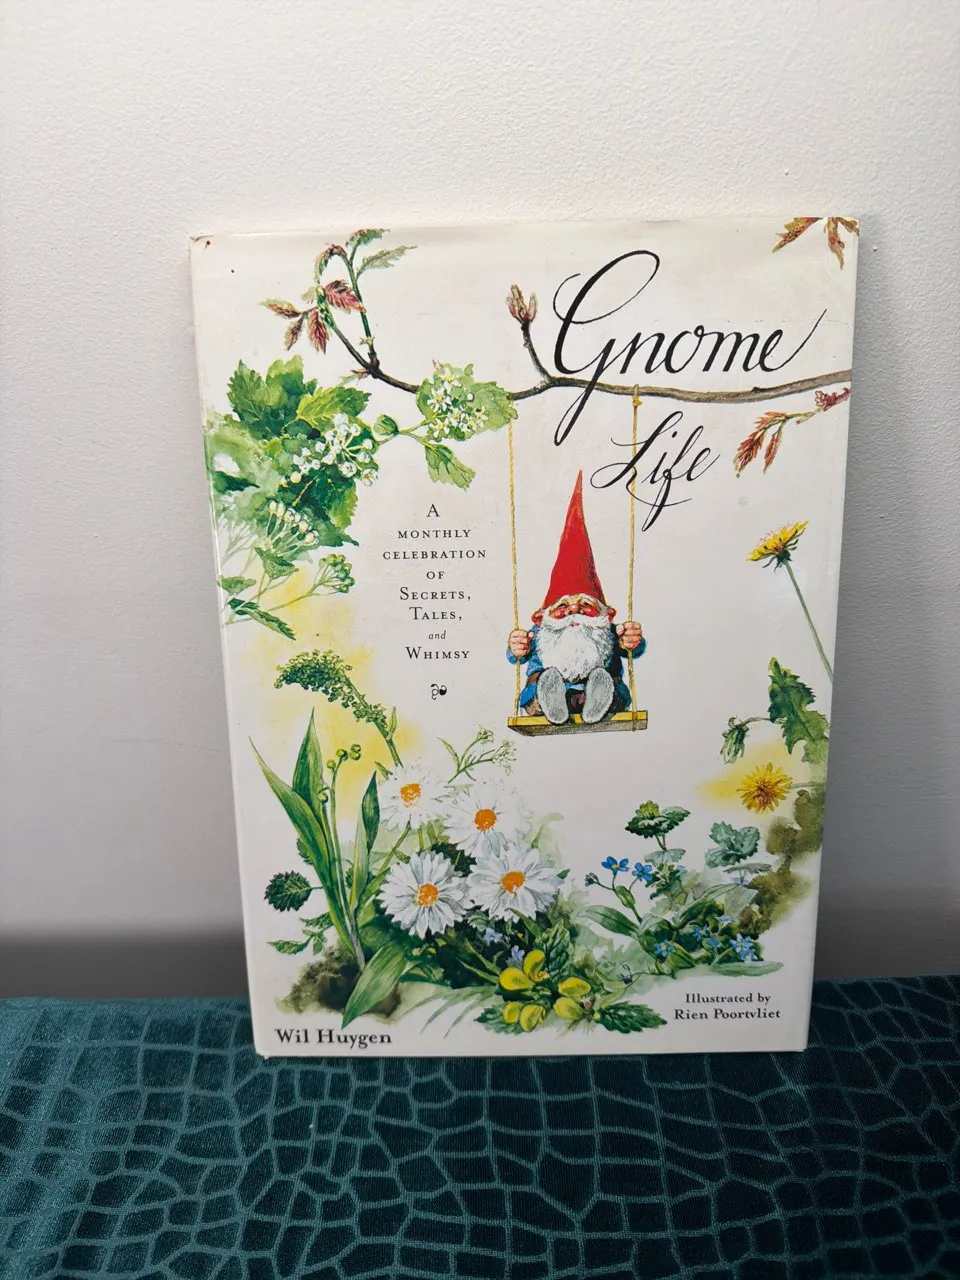 Gnome
Life
A
MONTHLY
CELEBRATION
OF
SECRETS,
TALES,
and
WHIMSY
Wil Huygen
Illustrated by
Rien Poortvliet